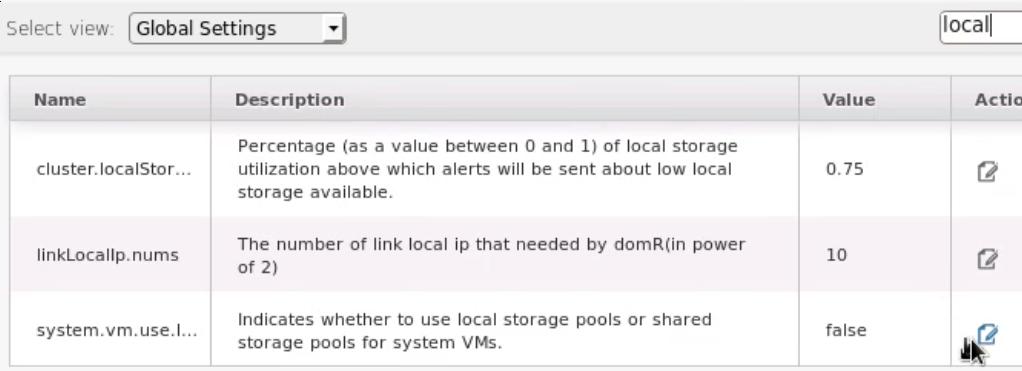 Select view: Global Settings local
Name Description Value Actio
Percentage (as a value between 0 and 1) of local storage
cluster.localStor... utilization above which alerts will be sent about low local 0.75
storage available.
The number of link local ip that needed by domR(in power
linkLocalIp.nums 10
of 2)
Indicates whether to use local storage pools or shared
system.vm.use.l... false
storage pools for system VMs.